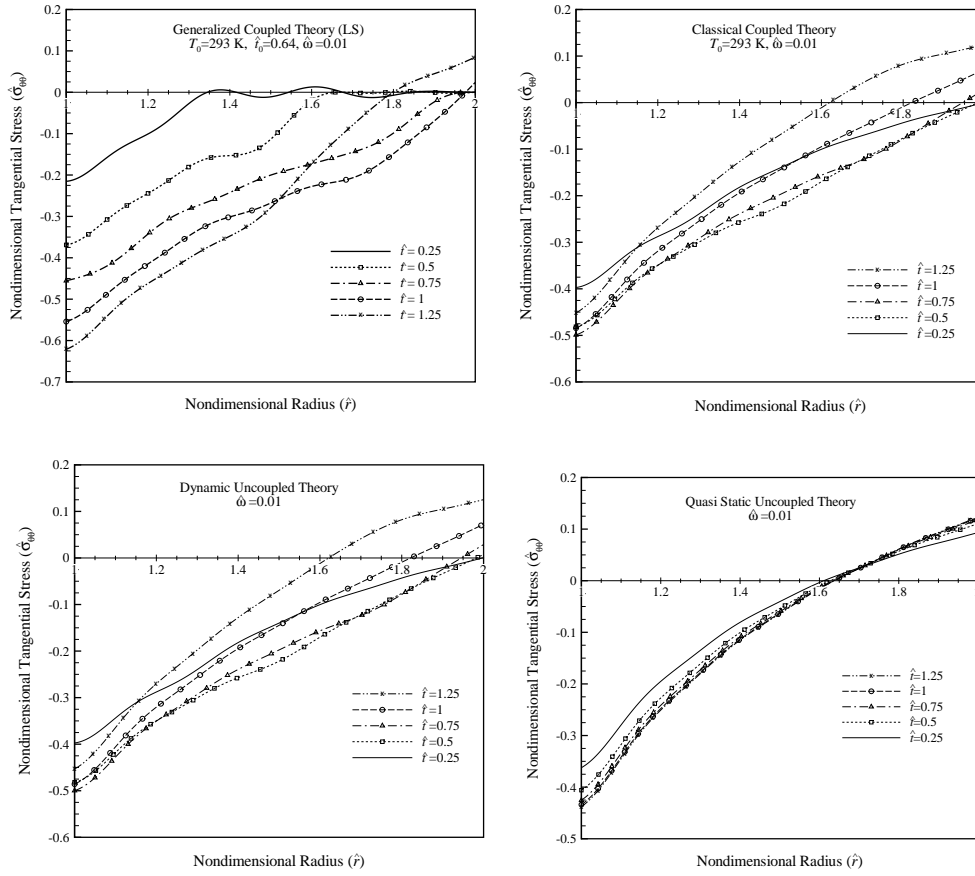 Generalized Coupled Theory (LS)
T₀=293 K, t̂₀=0.64, ω̂=0.01
Nondimensional Tangential Stress (σ̂θθ)
0.2
0.1
0
-0.1
-0.2
-0.3
-0.4
-0.5
-0.6
-0.7
1 1.2 1.4 1.6 1.8 2
t̂ = 0.25
t̂ = 0.5
t̂ = 0.75
t̂ = 1
t̂ = 1.25
Nondimensional Radius (r̂)
Classical Coupled Theory
T₀=293 K, ω̂=0.01
Nondimensional Tangential Stress (σ̂θθ)
0.2
0.1
0
-0.1
-0.2
-0.3
-0.4
-0.5
-0.6
1 1.2 1.4 1.6 1.8
t̂=1.25
t̂=1
t̂=0.75
t̂=0.5
t̂=0.25
Nondimensional Radius (r̂)
Dynamic Uncoupled Theory
ω̂=0.01
Nondimensional Tangential Stress (σ̂θθ)
0.2
0.1
0
-0.1
-0.2
-0.3
-0.4
-0.5
-0.6
1 1.2 1.4 1.6 1.8 2
t̂=1.25
t̂=1
t̂=0.75
t̂=0.5
t̂=0.25
Nondimensional Radius (r̂)
Quasi Static Uncoupled Theory
ω̂=0.01
Nondimensional Tangential Stress (σ̂θθ)
0.2
0.1
0
-0.1
-0.2
-0.3
-0.4
-0.5
1 1.2 1.4 1.6 1.8
t̂=1.25
t̂=1
t̂=0.75
t̂=0.5
t̂=0.25
Nondimensional Radius (r̂)